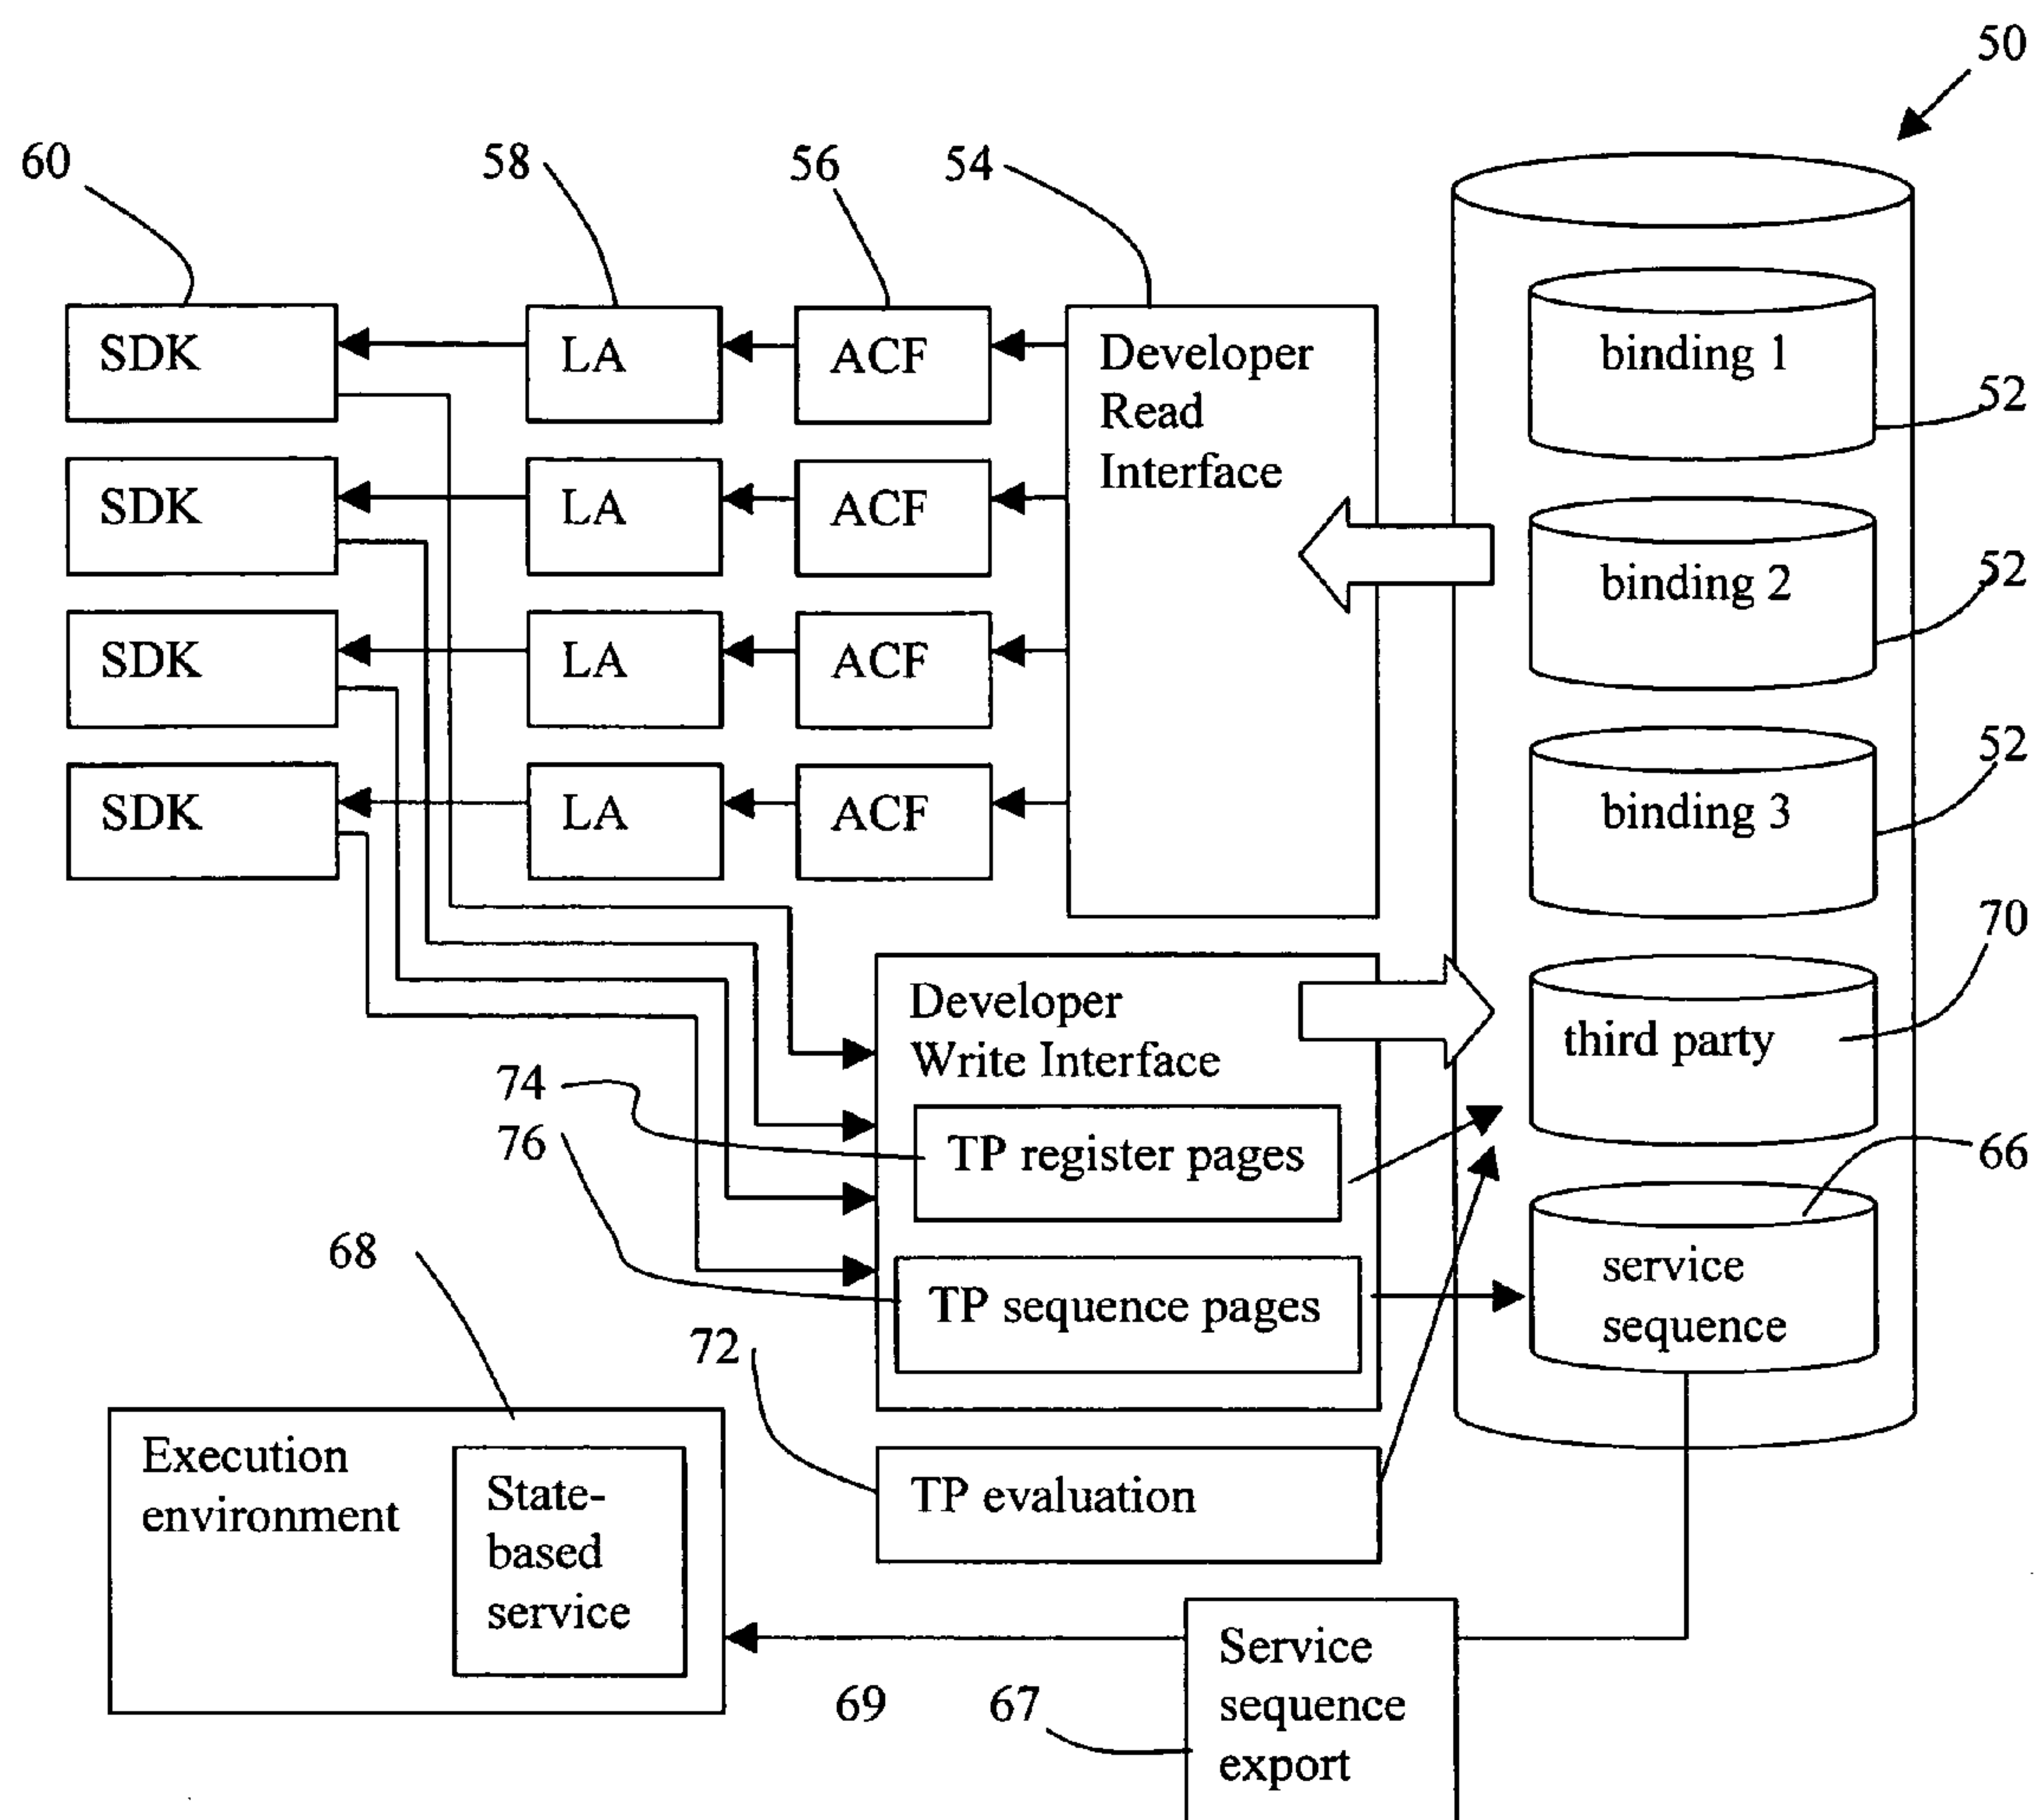 50
60
58
56
54
SDK
LA
ACF
Developer
Read
Interface
binding 1
52
SDK
LA
ACF
binding 2
52
SDK
LA
ACF
binding 3
52
SDK
LA
ACF
70
Developer
Write Interface
third party
74
76
TP register pages
66
68
TP sequence pages
service
sequence
72
Execution
environment
State-
based
service
TP evaluation
69
67
Service
sequence
export